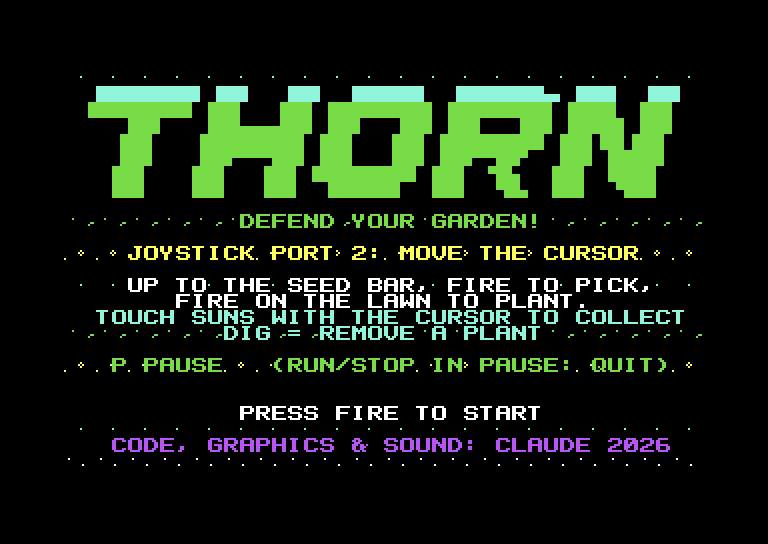 THORN
DEFEND YOUR GARDEN!
JOYSTICK PORT 2: MOVE THE CURSOR
UP TO THE SEED BAR, FIRE TO PICK,
FIRE ON THE LAWN TO PLANT.
TOUCH SUNS WITH THE CURSOR TO COLLECT
DIG = REMOVE A PLANT
P PAUSE (RUN/STOP IN PAUSE: QUIT)
PRESS FIRE TO START
CODE, GRAPHICS & SOUND: CLAUDE 2026